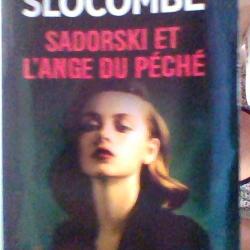 SLOCOMBE
SADORSKI ET
L'ANGE DU PÉCHÉ